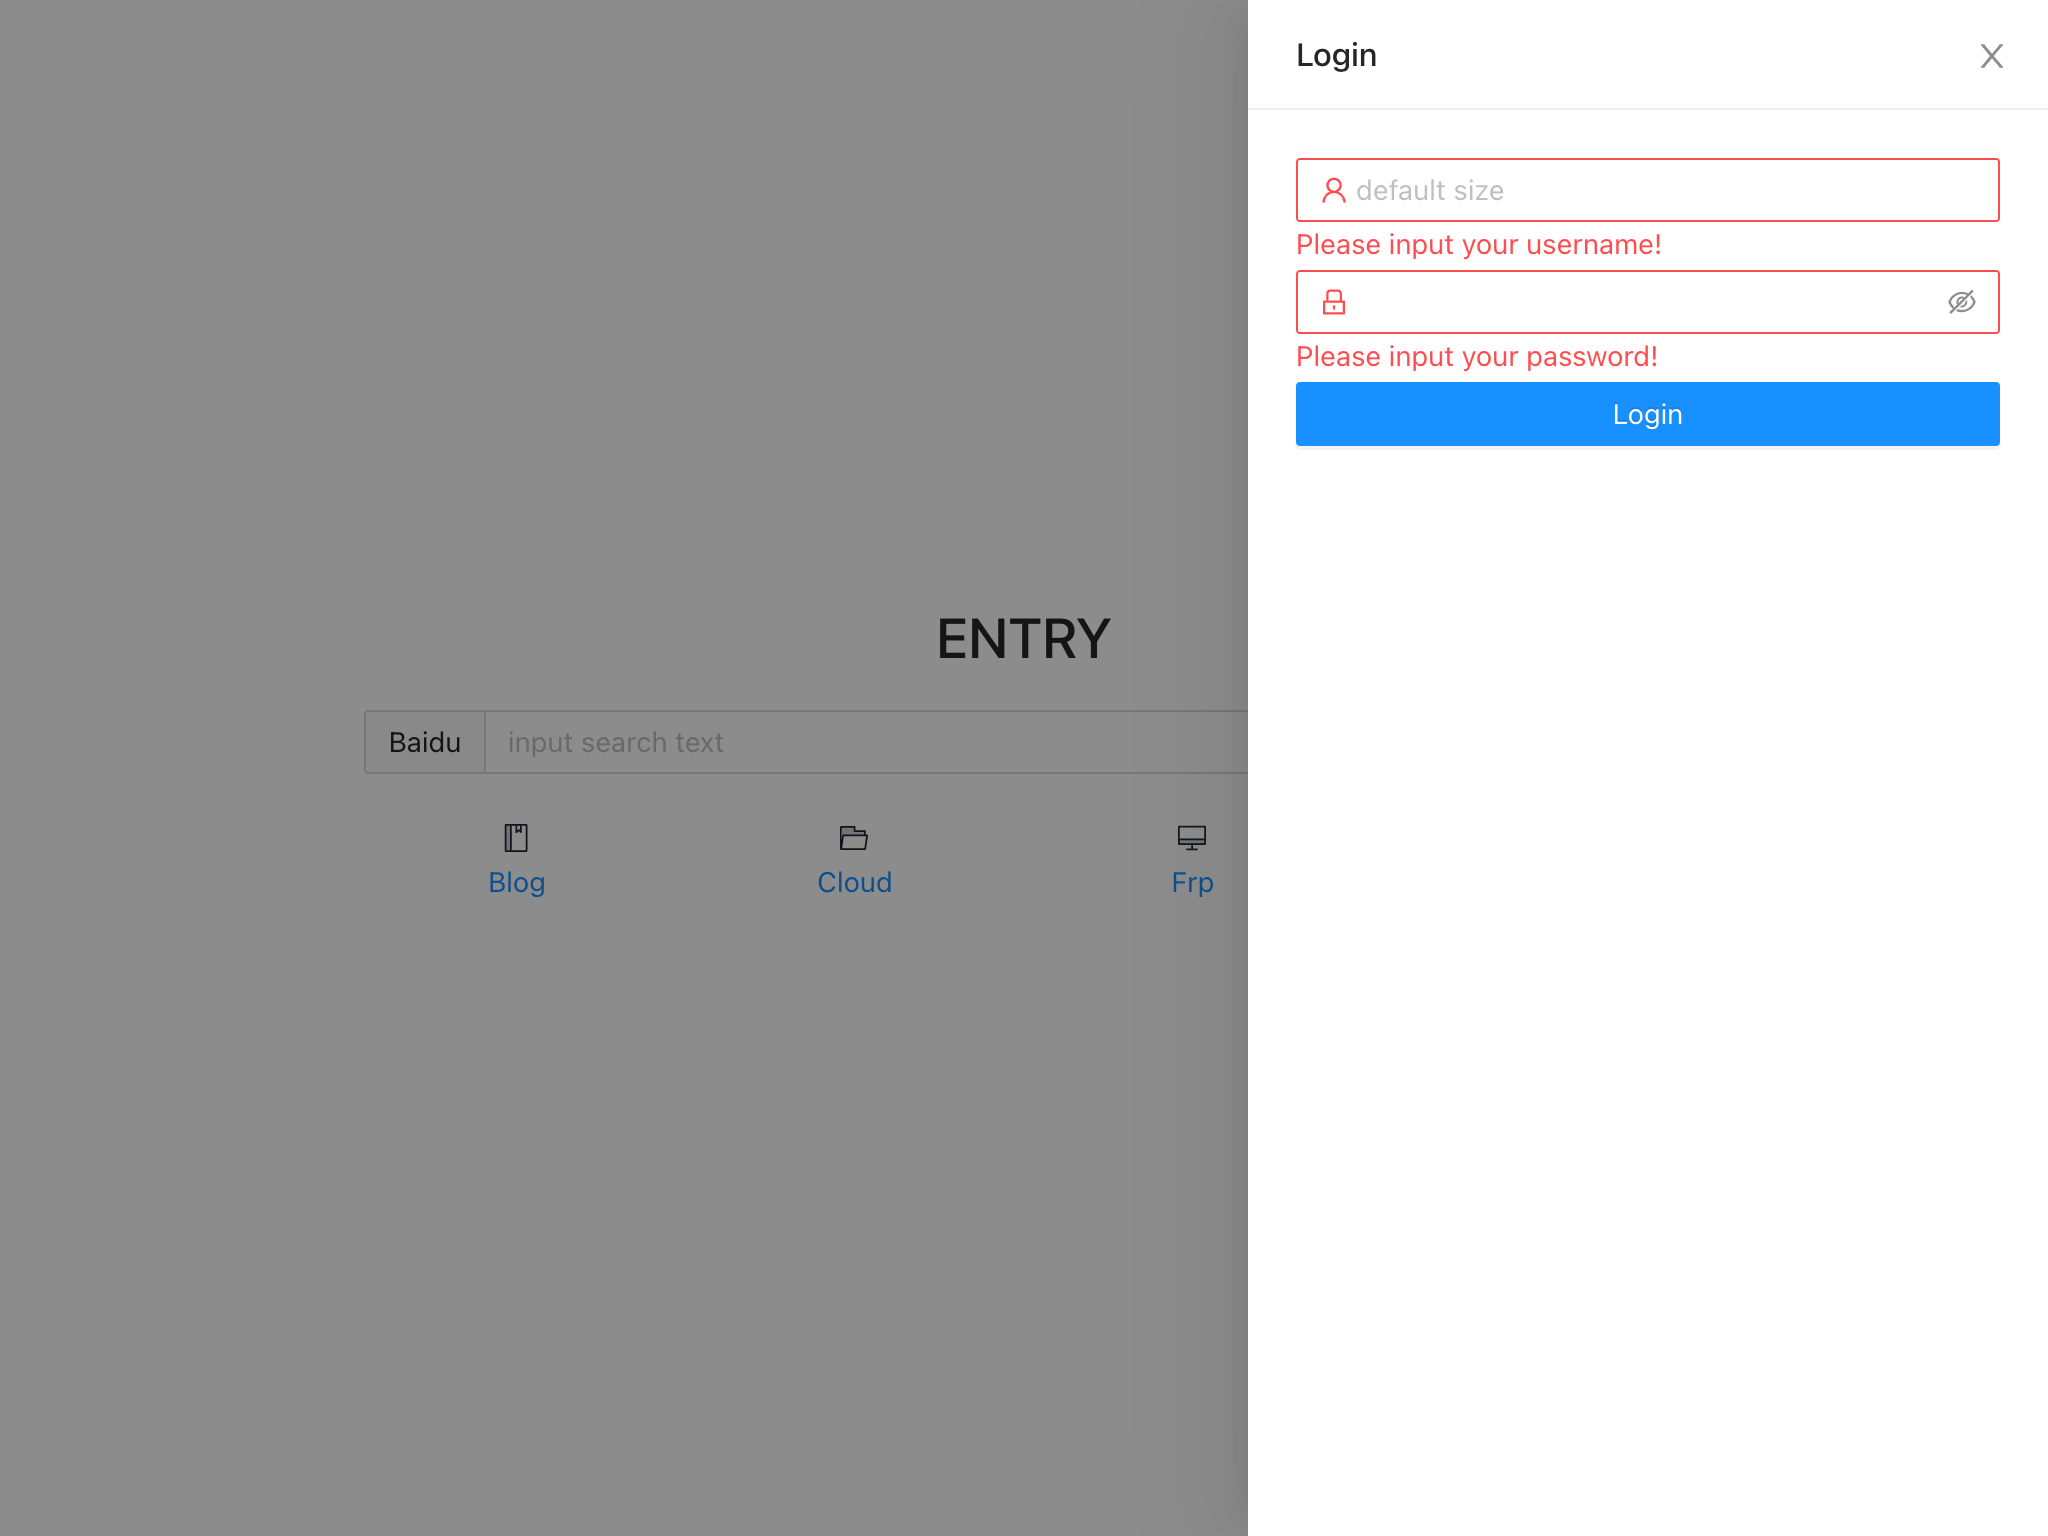 Login
default size
Please input your username!
Please input your password!
Login
ENTRY
Baidu input search text
Blog Cloud Frp